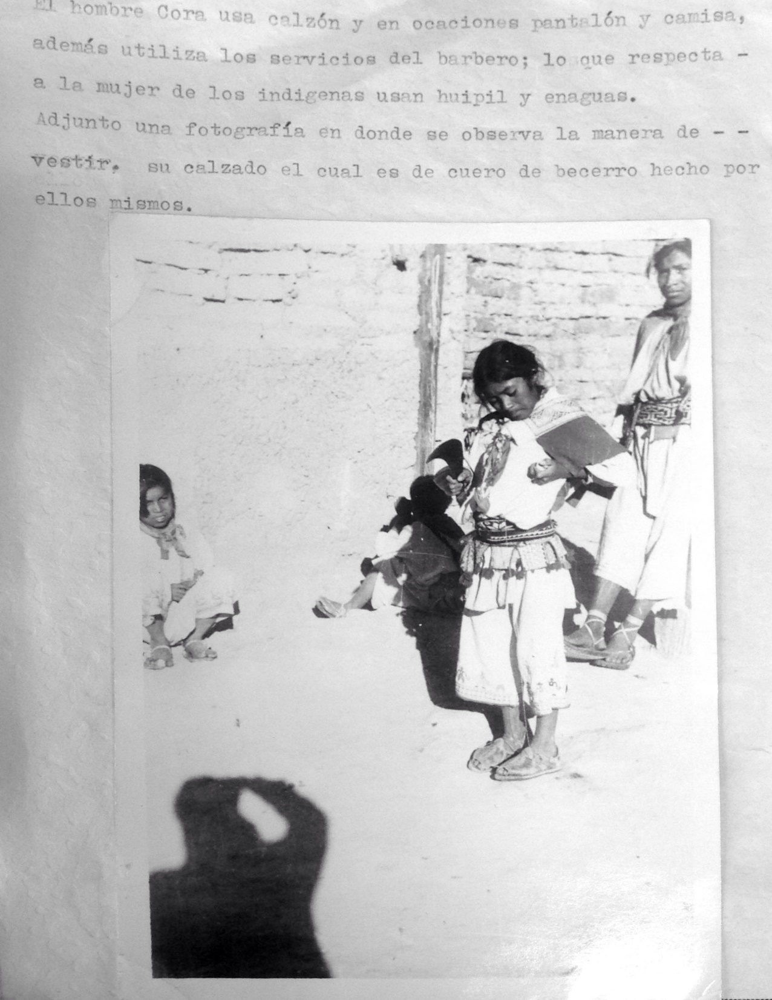 El hombre Cora usa calzón y en ocaciones pantalón y camisa,
además utiliza los servicios del barbero; lo que respecta -
a la mujer de los indigenas usan huipil y enaguas.
Adjunto una fotografía en donde se observa la manera de - -
vestir. su calzado el cual es de cuero de becerro hecho por
ellos mismos.